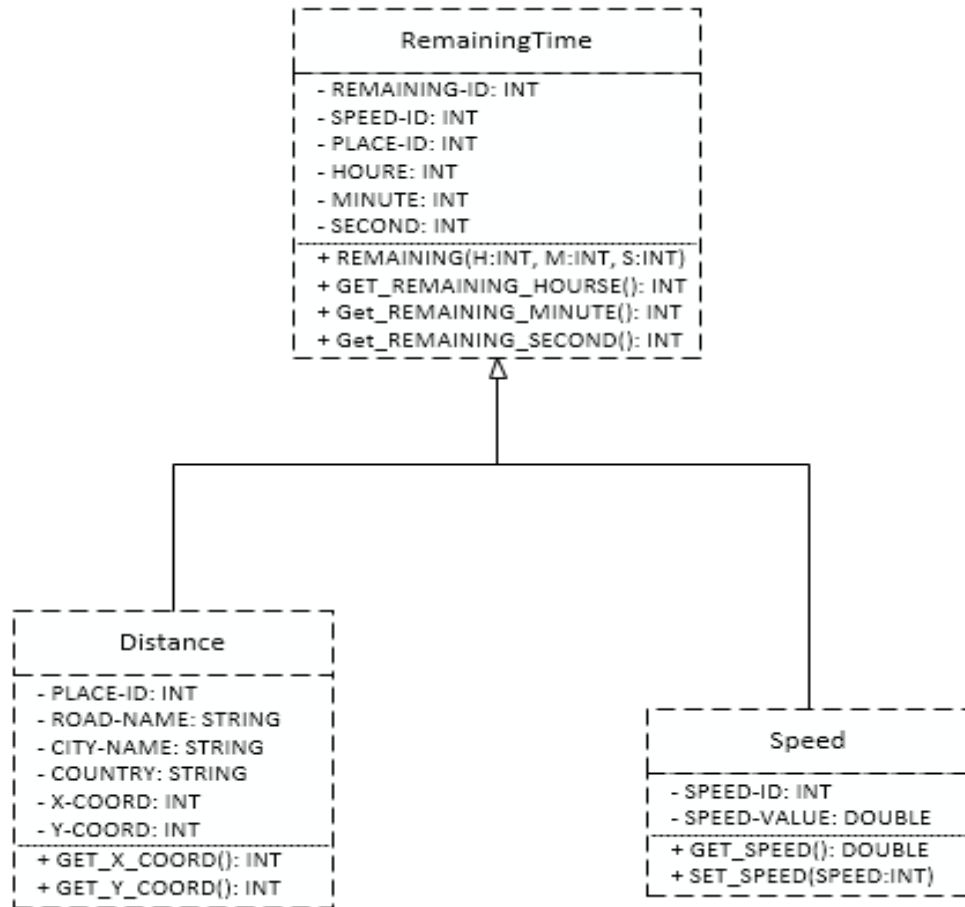 RemainingTime
- REMAINING-ID: INT
- SPEED-ID: INT
- PLACE-ID: INT
- HOURE: INT
- MINUTE: INT
- SECOND: INT
+ REMAINING(H:INT, M:INT, S:INT)
+ GET_REMAINING_HOURSE(): INT
+ Get_REMAINING_MINUTE(): INT
+ Get_REMAINING_SECOND(): INT
Distance
- PLACE-ID: INT
- ROAD-NAME: STRING
- CITY-NAME: STRING
- COUNTRY: STRING
- X-COORD: INT
- Y-COORD: INT
+ GET_X_COORD(): INT
+ GET_Y_COORD(): INT
Speed
- SPEED-ID: INT
- SPEED-VALUE: DOUBLE
+ GET_SPEED(): DOUBLE
+ SET_SPEED(SPEED:INT)